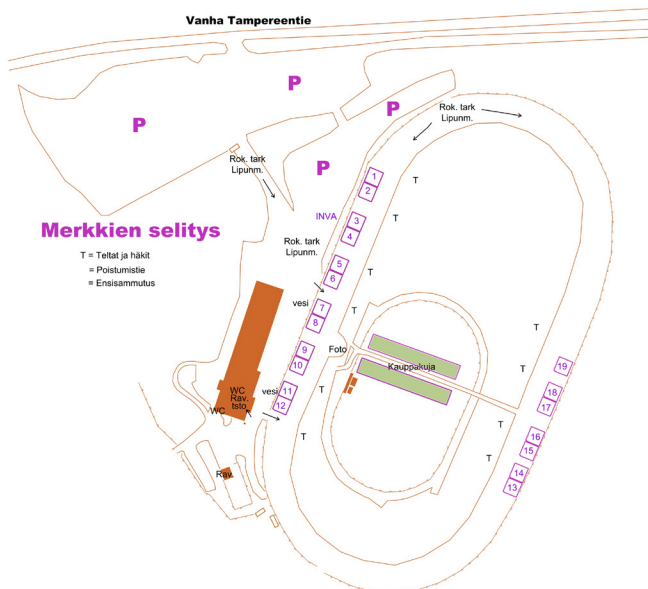 Vanha Tampereentie
P
P
P
P
Rok. tark
Lipunm.
Rok. tark
Lipunm.
1
2
T
INVA
3
4
T
Merkkien selitys
T = Teltat ja häkit
= Poistumistie
= Ensisammutus
Rok. tark
Lipunm.
5
6
T
vesi
7
8
T
T
Foto
9
10
Kauppakuja
T
19
WC
Rav.
tsto
WC
vesi
11
12
T
18
17
T
T
16
15
T
Rav.
14
13